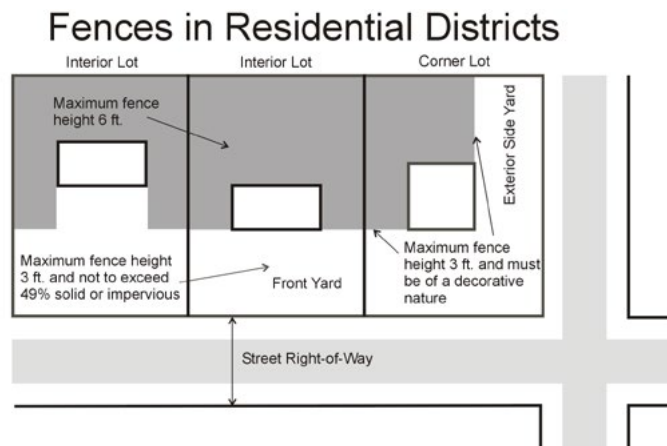 Fences in Residential Districts
Interior Lot
Interior Lot
Corner Lot
Maximum fence
height 6 ft.
Exterior Side Yard
Maximum fence height
3 ft. and not to exceed
49% solid or impervious
Front Yard
Maximum fence
height 3 ft. and must
be of a decorative
nature
Street Right-of-Way